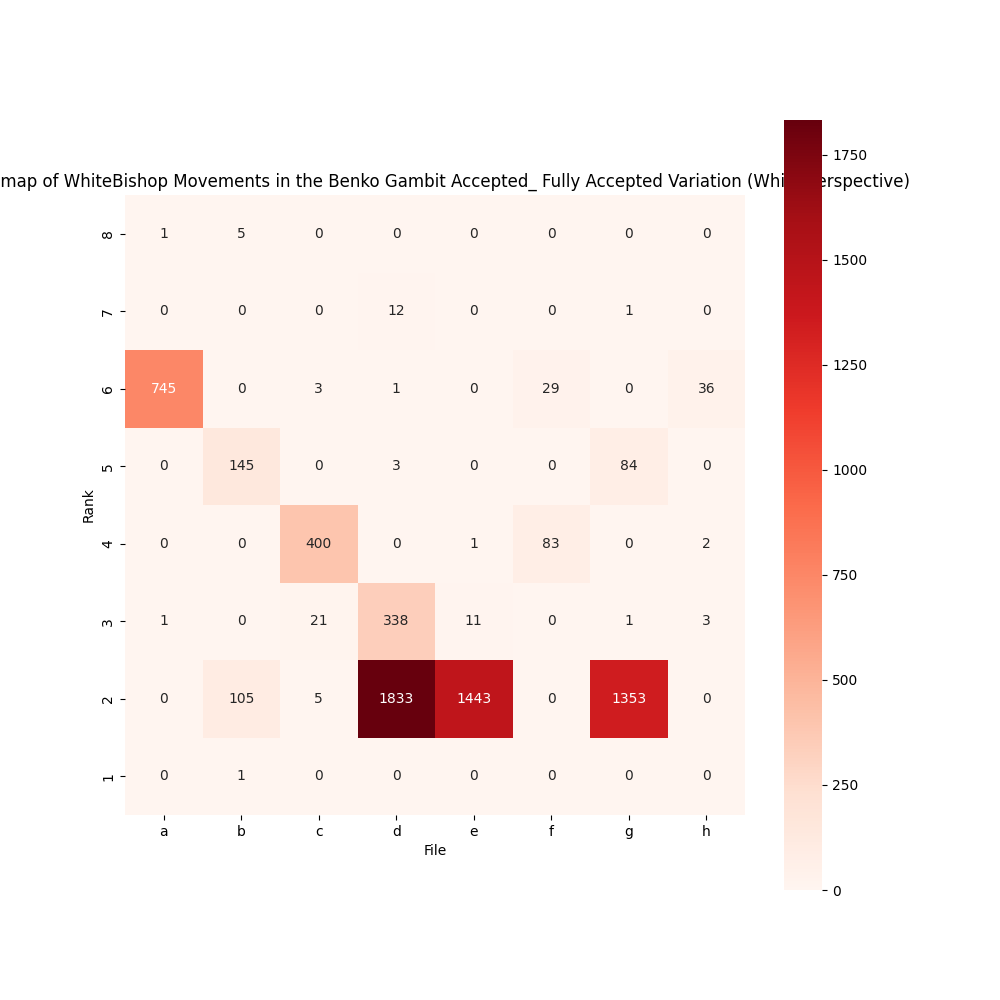 map of WhiteBishop Movements in the Benko Gambit Accepted_ Fully Accepted Variation (Whi erspective)
1750
8 1 5 0 0 0 0 0 0
1500
7 0 0 0 12 0 0 1 0
1250
6 745 0 3 1 0 29 0 36
1000
5 0 145 0 3 0 0 84 0
Rank
4 0 0 400 0 1 83 0 2
750
3 1 0 21 338 11 0 1 3
500
2 0 105 5 1833 1443 0 1353 0
250
1 0 1 0 0 0 0 0 0
a b c d e f g h
File
0